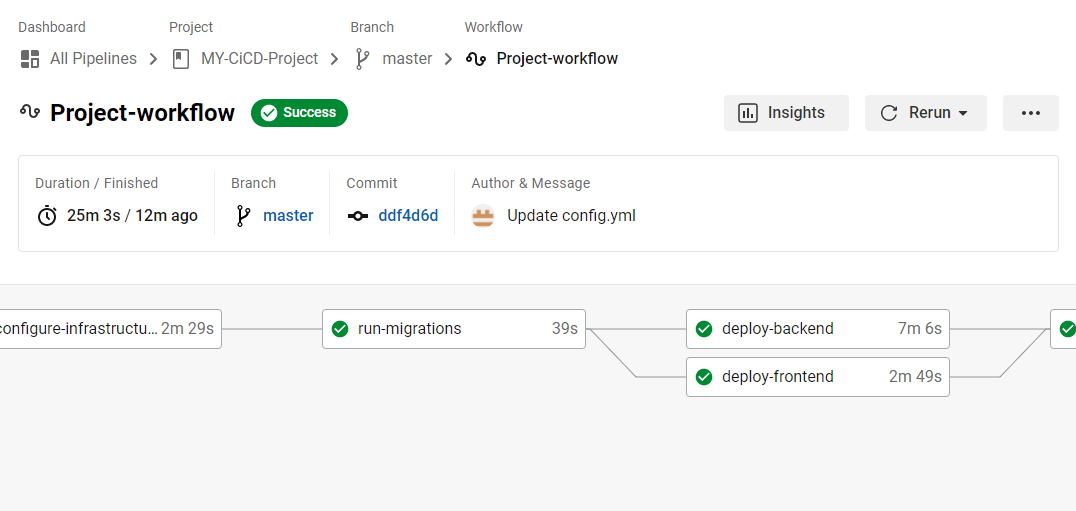 Dashboard Project Branch Workflow
All Pipelines MY-CiCD-Project master Project-workflow
Project-workflow Success Insights Rerun
Duration / Finished Branch Commit Author & Message
25m 3s / 12m ago master ddf4d6d Update config.yml
configure-infrastructu... 2m 29s run-migrations 39s deploy-backend 7m 6s
deploy-frontend 2m 49s